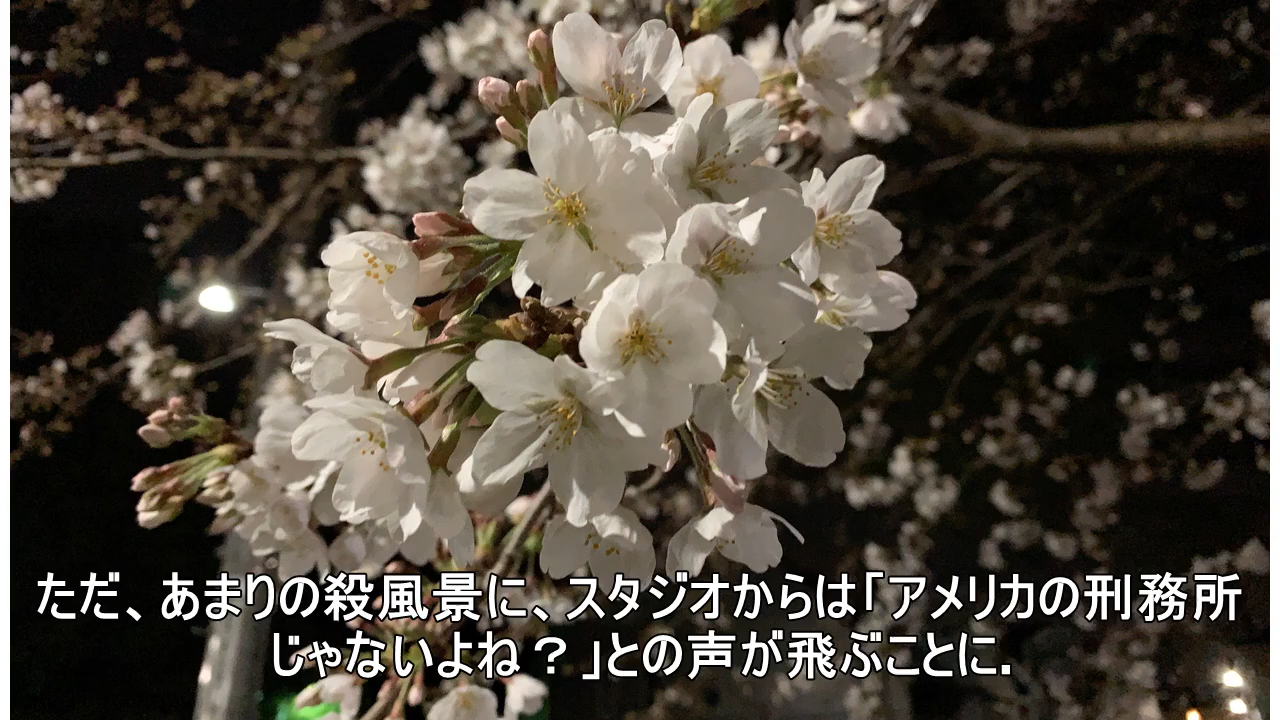 ただ、あまりの殺風景に、スタジオからは「アメリカの刑務所
じゃないよね？」との声が飛ぶことに.